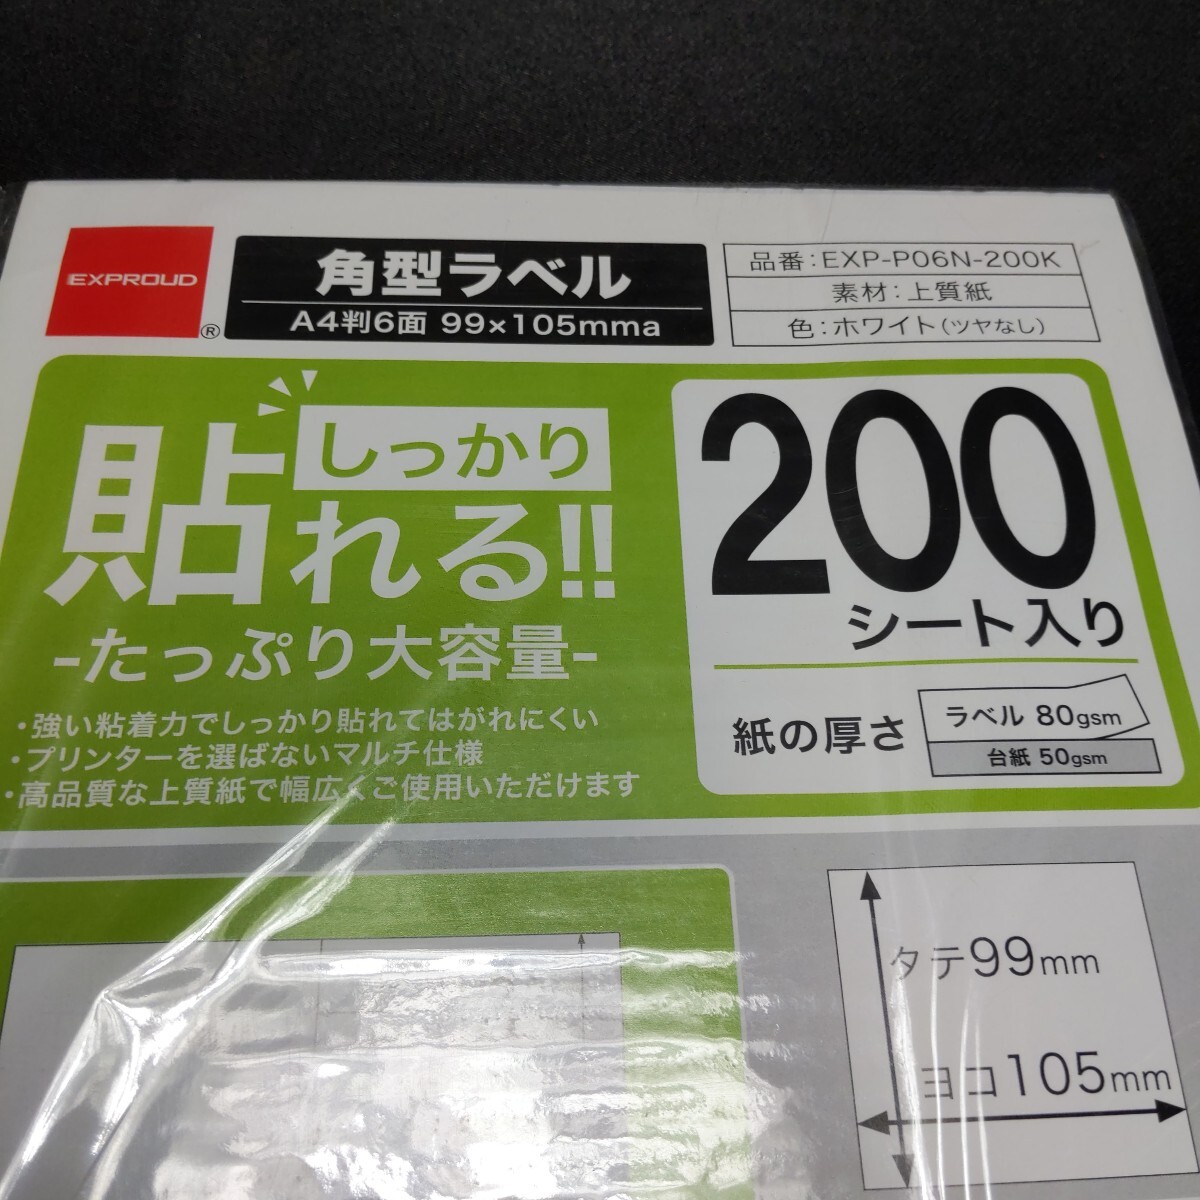 EXPROUD
®
角型ラベル
A4判6面 99×105mma
品番:EXP-P06N-200K
素材:上質紙
色:ホワイト(ツヤなし)
しっかり
貼れる!!
-たっぷり大容量-
・強い粘着力でしっかり貼れてはがれにくい
・プリンターを選ばないマルチ仕様
・高品質な上質紙で幅広くご使用いただけます
200
シート入り
紙の厚さ
ラベル 80gsm
台紙 50gsm
タテ99mm
ヨコ105mm